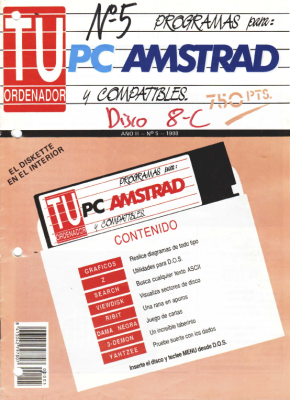 Nº5
PROGRAMAS para:
TU PC AMSTRAD
ORDENADOR
y COMPATIBLES.
750 PTS.
Disco 8-C
AÑO II - Nº 5 - 1988
EL DISKETTE
EN EL INTERIOR
PROGRAMAS para:
TU PC AMSTRAD
ORDENADOR
y COMPATIBLES
CONTENIDO
GRAFICOS Realice diagramas de todo tipo
Z Utilidades para D.O.S.
SEARCH Busca cualquier texto ASCII
VIEWDISK Visualiza sectores de disco
RIBIT Una rana en apuros
DAMA NEGRA Juego de cartas
3-DEMON Un increible laberinto
YAHTZEE Pruebe suerte con los dados
Inserte el disco y teclee MENU desde D.O.S.